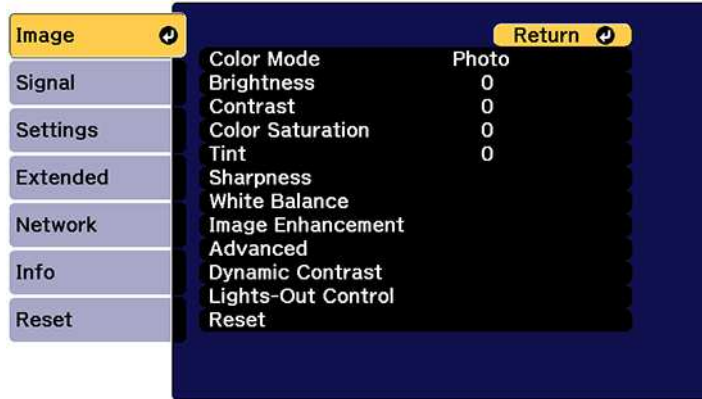 Image
Signal
Settings
Extended
Network
Info
Reset
Return
Color Mode Photo
Brightness 0
Contrast 0
Color Saturation 0
Tint 0
Sharpness
White Balance
Image Enhancement
Advanced
Dynamic Contrast
Lights-Out Control
Reset